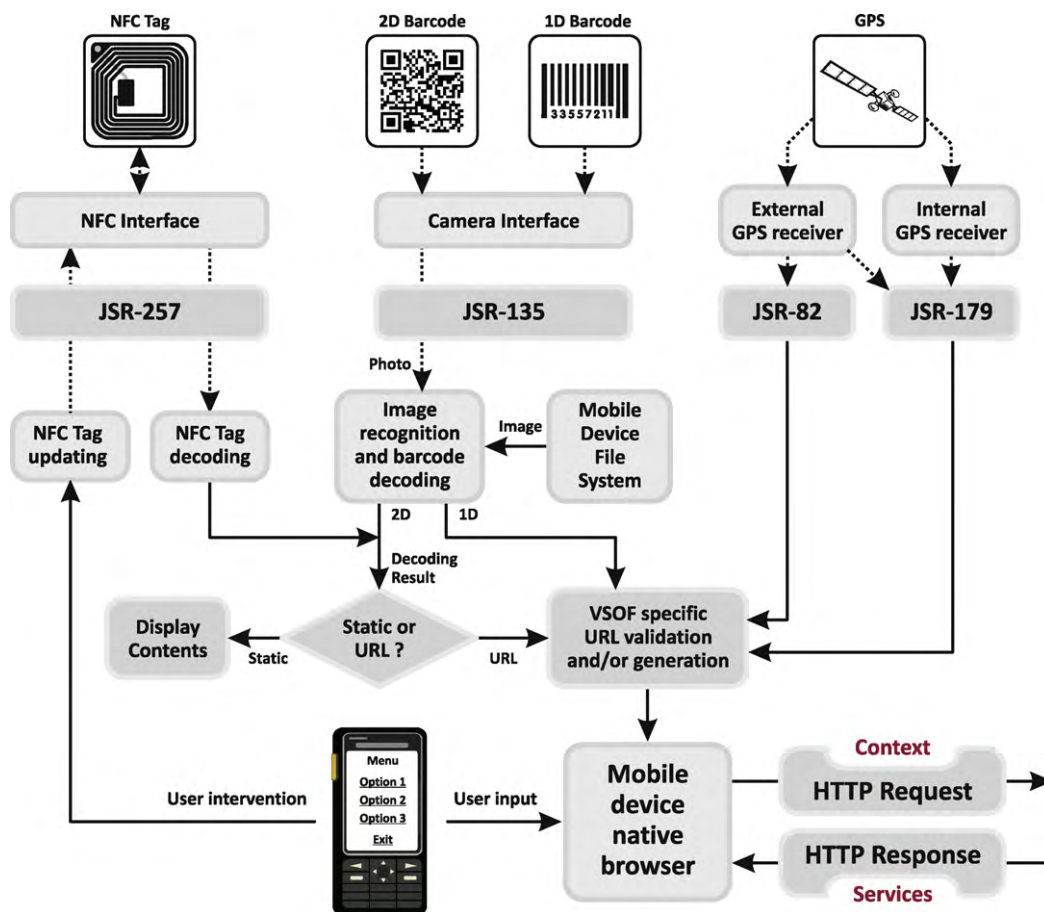 NFC Tag
2D Barcode
1D Barcode
GPS
33557211
NFC Interface
Camera Interface
External
GPS receiver
Internal
GPS receiver
JSR-257
JSR-135
JSR-82
JSR-179
Photo
NFC Tag
updating
NFC Tag
decoding
Image
recognition
and barcode
decoding
Image
Mobile
Device
File
System
2D
1D
Decoding
Result
Display
Contents
Static
Static or
URL ?
URL
VSOF specific
URL validation
and/or generation
User intervention
Menu
Option 1
Option 2
Option 3
Exit
User input
Mobile
device
native
browser
Context
HTTP Request
HTTP Response
Services